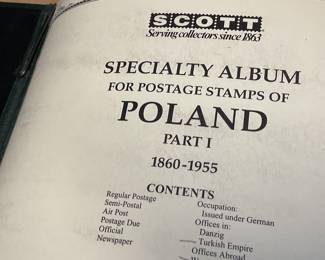 SCOTT
Serving collectors since 1863
SPECIALTY ALBUM
FOR POSTAGE STAMPS OF
POLAND
PART I
1860-1955
CONTENTS
Regular Postage
Semi-Postal
Air Post
Postage Due
Official
Newspaper
Occupation:
Issued under German
Offices in:
Danzig
Turkish Empire
Offices Abroad